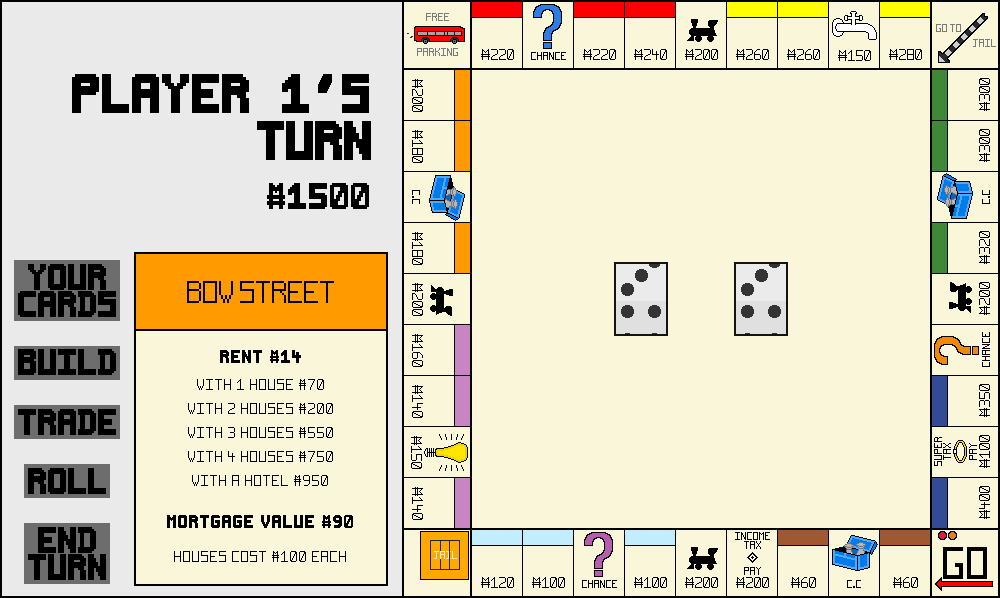 PLAYER 1'S
TURN
₩1500
YOUR
CARDS
BUILD
TRADE
ROLL
END
TURN
BOW STREET
RENT ₩14
WITH 1 HOUSE ₩70
WITH 2 HOUSES ₩200
WITH 3 HOUSES ₩550
WITH 4 HOUSES ₩750
WITH A HOTEL ₩950
MORTGAGE VALUE ₩90
HOUSES COST ₩100 EACH
FREE
PARKING
₩220
CHANCE
₩220
₩240
₩200
₩260
₩260
₩150
₩280
GO TO
JAIL
₩200
₩180
C.C
₩180
₩200
₩160
₩140
₩150
₩140
₩300
₩300
C.C
₩320
₩200
CHANCE
₩350
SUPER
TAX
PAY
₩100
₩400
JAIL
₩120
₩100
CHANCE
₩100
₩200
INCOME
TAX
PAY
₩200
₩60
C.C
₩60
GO